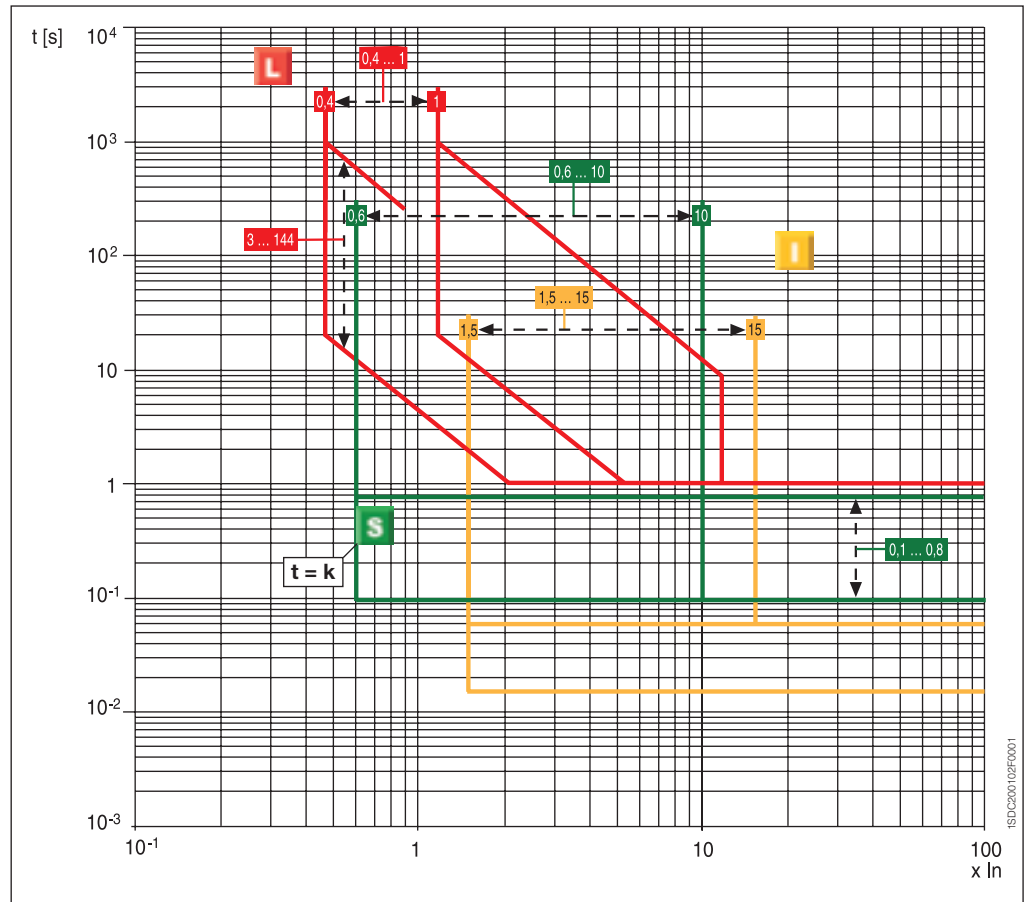 t [s]
10⁴
L
0,4 ... 1
0,4
1
10³
0,6 ... 10
0,6
10
3 ... 144
I
10²
1,5 ... 15
1,5
15
10
1
S
t = k
0,1 ... 0,8
10⁻¹
10⁻²
10⁻³
10⁻¹
1
10
100
x In
1SDC200102F0001